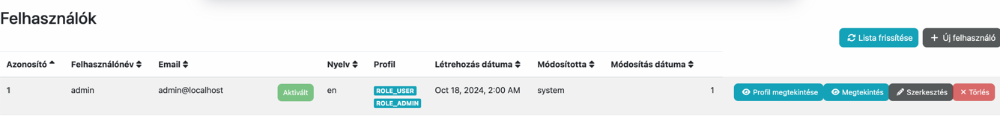 Felhasználók
Lista frissítése Új felhasználó
Azonosító Felhasználónév Email Nyelv Profil Létrehozás dátuma Módosította Módosítás dátuma
1 admin admin@localhost Aktivált en ROLE_USER Oct 18, 2024, 2:00 AM system 1 Profil megtekintése Megtekintés Szerkesztés Törlés
ROLE_ADMIN